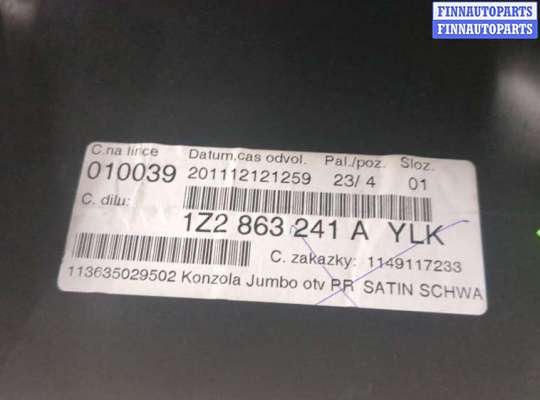 FINNAUTOPARTS
FINNAUTOPARTS
C.na lince Datum,cas odvol. Pal./poz. Sloz.
010039 201112121259 23/ 4 01
C. dilu:
1Z2 863 241 A YLK
C. zakazky: 1149117233
113635029502 Konzola Jumbo otv PR SATIN SCHWA